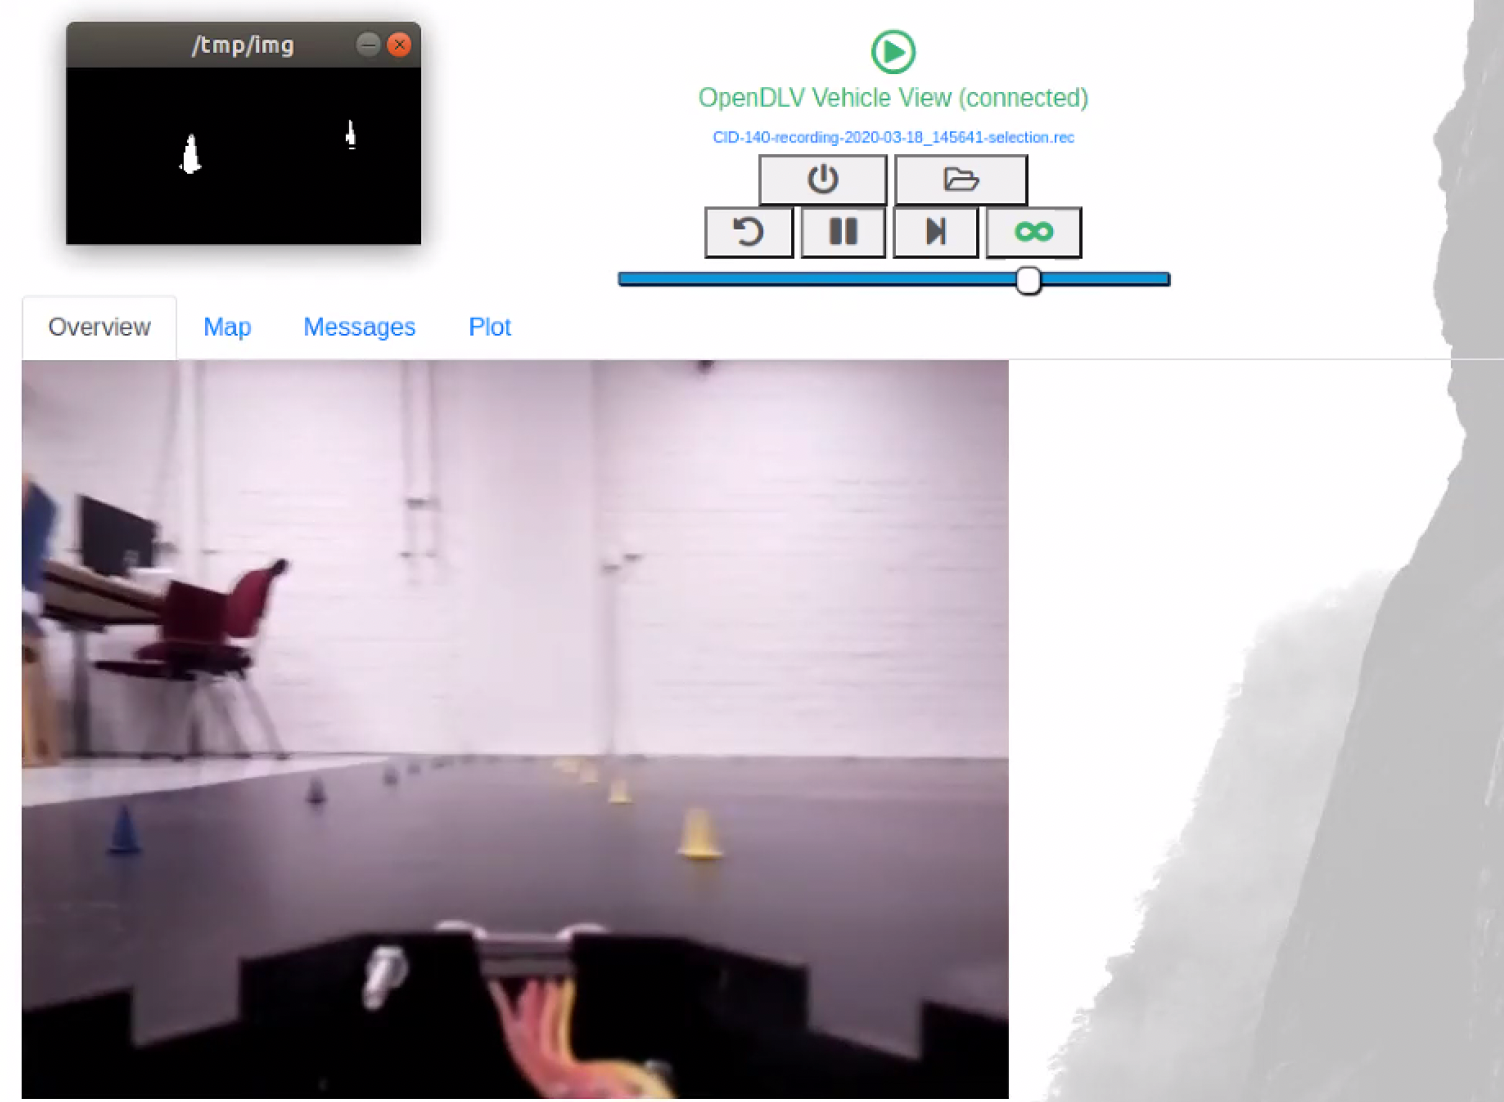 /tmp/img
OpenDLV Vehicle View (connected)
CID-140-recording-2020-03-18_145641-selection.rec
Overview Map Messages Plot